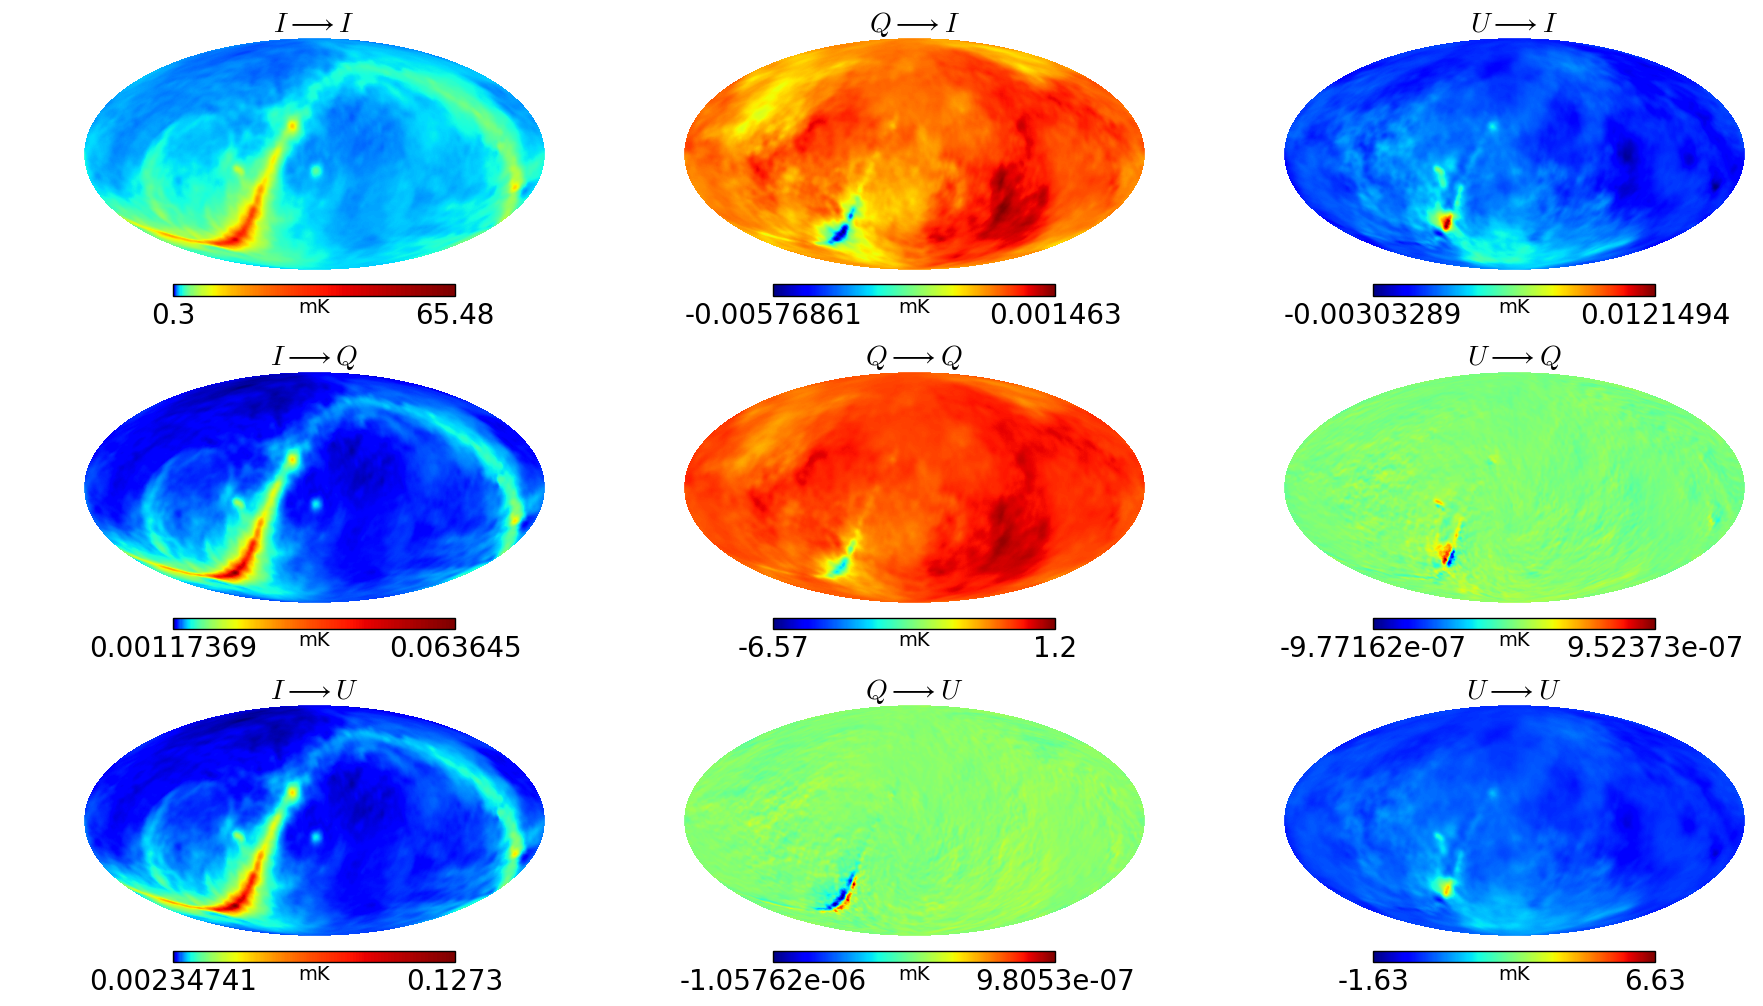 I ⟶ I
Q ⟶ I
U ⟶ I
0.3 mK 65.48
-0.00576861 mK 0.001463
-0.00303289 mK 0.0121494
I ⟶ Q
Q ⟶ Q
U ⟶ Q
0.00117369 mK 0.063645
-6.57 mK 1.2
-9.77162e-07 mK 9.52373e-07
I ⟶ U
Q ⟶ U
U ⟶ U
0.00234741 mK 0.1273
-1.05762e-06 mK 9.8053e-07
-1.63 mK 6.63